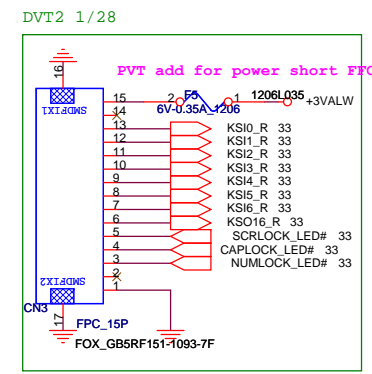 DVT2 1/28
16
PVT add for power short FFC
SMDFIX1
15
2
F5
1
1206L035
+3VALW
6V-0.35A_1206
14
13
KSI0_R 33
12
KSI1_R 33
11
KSI2_R 33
10
KSI3_R 33
9
KSI4_R 33
8
KSI5_R 33
7
KSI6_R 33
6
KSO16_R 33
5
SCRLOCK_LED# 33
4
CAPLOCK_LED# 33
3
NUMLOCK_LED# 33
2
1
SMDFIX2
CN3
17
FPC_15P
FOX_GB5RF151-1093-7F